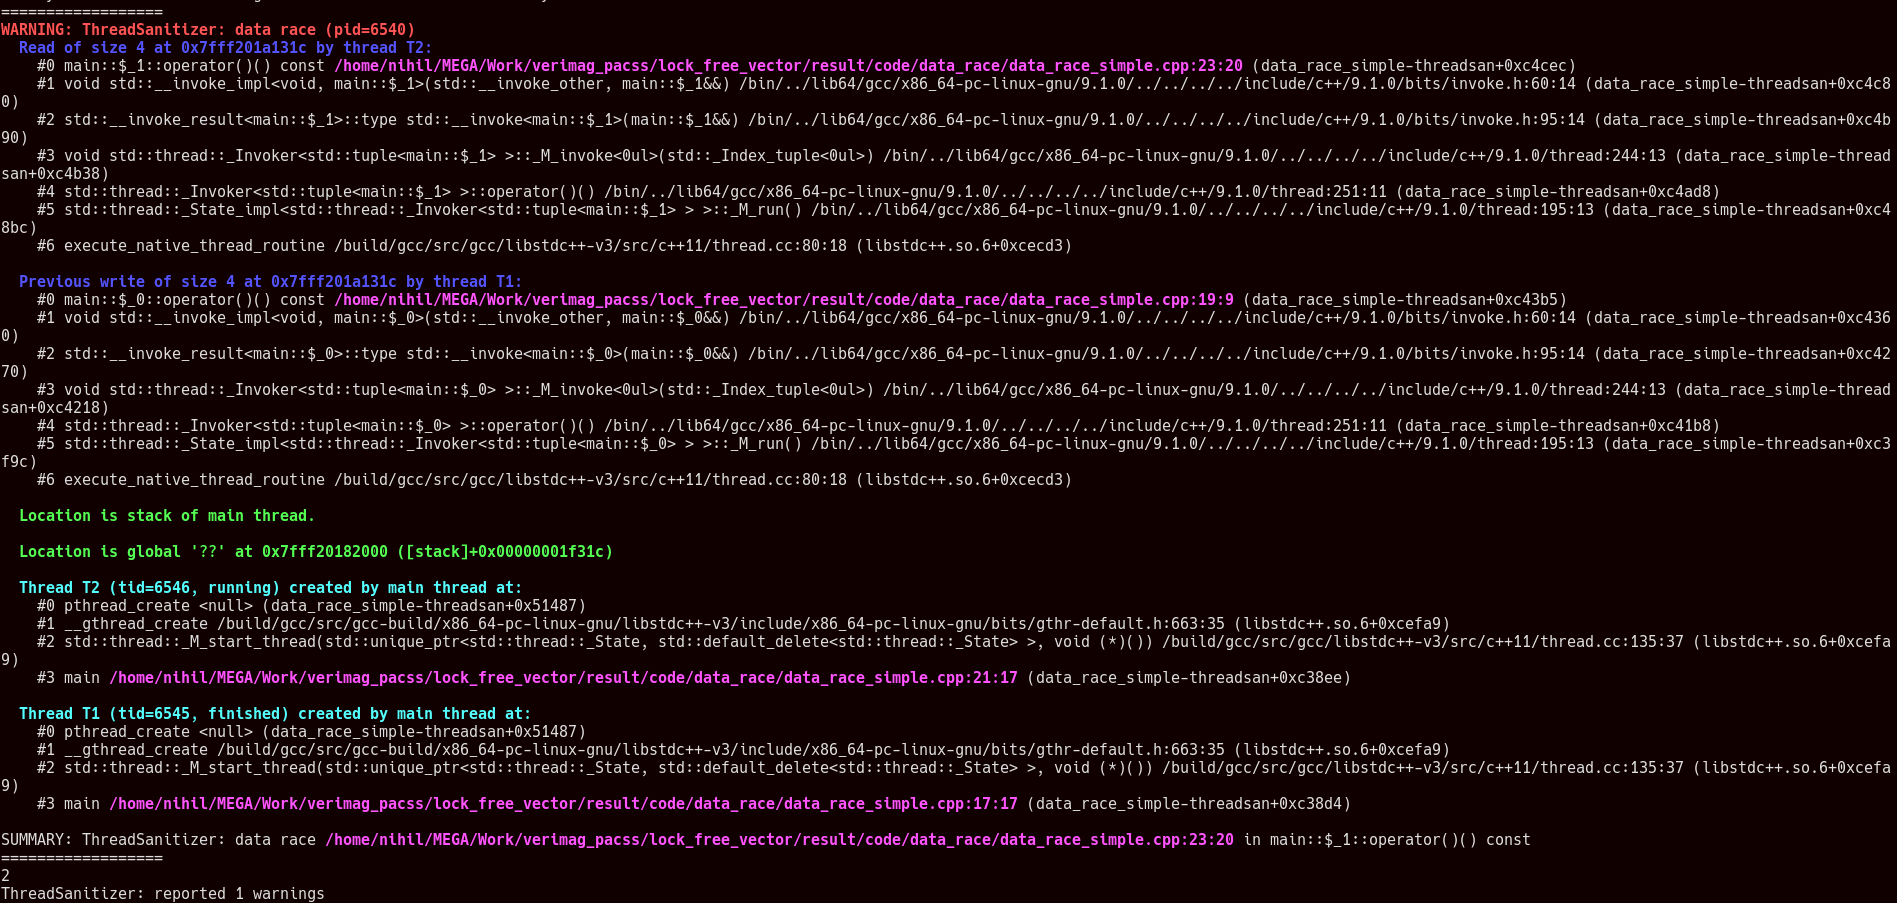 ==================
WARNING: ThreadSanitizer: data race (pid=6540)
  Read of size 4 at 0x7fff201a131c by thread T2:
    #0 main::$_1::operator()() const /home/nihil/MEGA/Work/verimag_pacss/lock_free_vector/result/code/data_race/data_race_simple.cpp:23:20 (data_race_simple-threadsan+0xc4cec)
    #1 void std::__invoke_impl<void, main::$_1>(std::__invoke_other, main::$_1&&) /bin/../lib64/gcc/x86_64-pc-linux-gnu/9.1.0/../../../../include/c++/9.1.0/bits/invoke.h:60:14 (data_race_simple-threadsan+0xc4c8
0)
    #2 std::__invoke_result<main::$_1>::type std::__invoke<main::$_1>(main::$_1&&) /bin/../lib64/gcc/x86_64-pc-linux-gnu/9.1.0/../../../../include/c++/9.1.0/bits/invoke.h:95:14 (data_race_simple-threadsan+0xc4b
90)
    #3 void std::thread::_Invoker<std::tuple<main::$_1> >::_M_invoke<0ul>(std::_Index_tuple<0ul>) /bin/../lib64/gcc/x86_64-pc-linux-gnu/9.1.0/../../../../include/c++/9.1.0/thread:244:13 (data_race_simple-thread
san+0xc4b38)
    #4 std::thread::_Invoker<std::tuple<main::$_1> >::operator()() /bin/../lib64/gcc/x86_64-pc-linux-gnu/9.1.0/../../../../include/c++/9.1.0/thread:251:11 (data_race_simple-threadsan+0xc4ad8)
    #5 std::thread::_State_impl<std::thread::_Invoker<std::tuple<main::$_1> > >::_M_run() /bin/../lib64/gcc/x86_64-pc-linux-gnu/9.1.0/../../../../include/c++/9.1.0/thread:195:13 (data_race_simple-threadsan+0xc4
8bc)
    #6 execute_native_thread_routine /build/gcc/src/gcc/libstdc++-v3/src/c++11/thread.cc:80:18 (libstdc++.so.6+0xcecd3)

  Previous write of size 4 at 0x7fff201a131c by thread T1:
    #0 main::$_0::operator()() const /home/nihil/MEGA/Work/verimag_pacss/lock_free_vector/result/code/data_race/data_race_simple.cpp:19:9 (data_race_simple-threadsan+0xc43b5)
    #1 void std::__invoke_impl<void, main::$_0>(std::__invoke_other, main::$_0&&) /bin/../lib64/gcc/x86_64-pc-linux-gnu/9.1.0/../../../../include/c++/9.1.0/bits/invoke.h:60:14 (data_race_simple-threadsan+0xc436
0)
    #2 std::__invoke_result<main::$_0>::type std::__invoke<main::$_0>(main::$_0&&) /bin/../lib64/gcc/x86_64-pc-linux-gnu/9.1.0/../../../../include/c++/9.1.0/bits/invoke.h:95:14 (data_race_simple-threadsan+0xc42
70)
    #3 void std::thread::_Invoker<std::tuple<main::$_0> >::_M_invoke<0ul>(std::_Index_tuple<0ul>) /bin/../lib64/gcc/x86_64-pc-linux-gnu/9.1.0/../../../../include/c++/9.1.0/thread:244:13 (data_race_simple-thread
san+0xc4218)
    #4 std::thread::_Invoker<std::tuple<main::$_0> >::operator()() /bin/../lib64/gcc/x86_64-pc-linux-gnu/9.1.0/../../../../include/c++/9.1.0/thread:251:11 (data_race_simple-threadsan+0xc41b8)
    #5 std::thread::_State_impl<std::thread::_Invoker<std::tuple<main::$_0> > >::_M_run() /bin/../lib64/gcc/x86_64-pc-linux-gnu/9.1.0/../../../../include/c++/9.1.0/thread:195:13 (data_race_simple-threadsan+0xc3
f9c)
    #6 execute_native_thread_routine /build/gcc/src/gcc/libstdc++-v3/src/c++11/thread.cc:80:18 (libstdc++.so.6+0xcecd3)

  Location is stack of main thread.

  Location is global '??' at 0x7fff20182000 ([stack]+0x00000001f31c)

  Thread T2 (tid=6546, running) created by main thread at:
    #0 pthread_create <null> (data_race_simple-threadsan+0x51487)
    #1 __gthread_create /build/gcc/src/gcc-build/x86_64-pc-linux-gnu/libstdc++-v3/include/x86_64-pc-linux-gnu/bits/gthr-default.h:663:35 (libstdc++.so.6+0xcefa9)
    #2 std::thread::_M_start_thread(std::unique_ptr<std::thread::_State, std::default_delete<std::thread::_State> >, void (*)()) /build/gcc/src/gcc/libstdc++-v3/src/c++11/thread.cc:135:37 (libstdc++.so.6+0xcefa
9)
    #3 main /home/nihil/MEGA/Work/verimag_pacss/lock_free_vector/result/code/data_race/data_race_simple.cpp:21:17 (data_race_simple-threadsan+0xc38ee)

  Thread T1 (tid=6545, finished) created by main thread at:
    #0 pthread_create <null> (data_race_simple-threadsan+0x51487)
    #1 __gthread_create /build/gcc/src/gcc-build/x86_64-pc-linux-gnu/libstdc++-v3/include/x86_64-pc-linux-gnu/bits/gthr-default.h:663:35 (libstdc++.so.6+0xcefa9)
    #2 std::thread::_M_start_thread(std::unique_ptr<std::thread::_State, std::default_delete<std::thread::_State> >, void (*)()) /build/gcc/src/gcc/libstdc++-v3/src/c++11/thread.cc:135:37 (libstdc++.so.6+0xcefa
9)
    #3 main /home/nihil/MEGA/Work/verimag_pacss/lock_free_vector/result/code/data_race/data_race_simple.cpp:17:17 (data_race_simple-threadsan+0xc38d4)

SUMMARY: ThreadSanitizer: data race /home/nihil/MEGA/Work/verimag_pacss/lock_free_vector/result/code/data_race/data_race_simple.cpp:23:20 in main::$_1::operator()() const
==================
2
ThreadSanitizer: reported 1 warnings